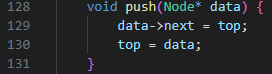 128 void push(Node* data) {
129 data->next = top;
130 top = data;
131 }